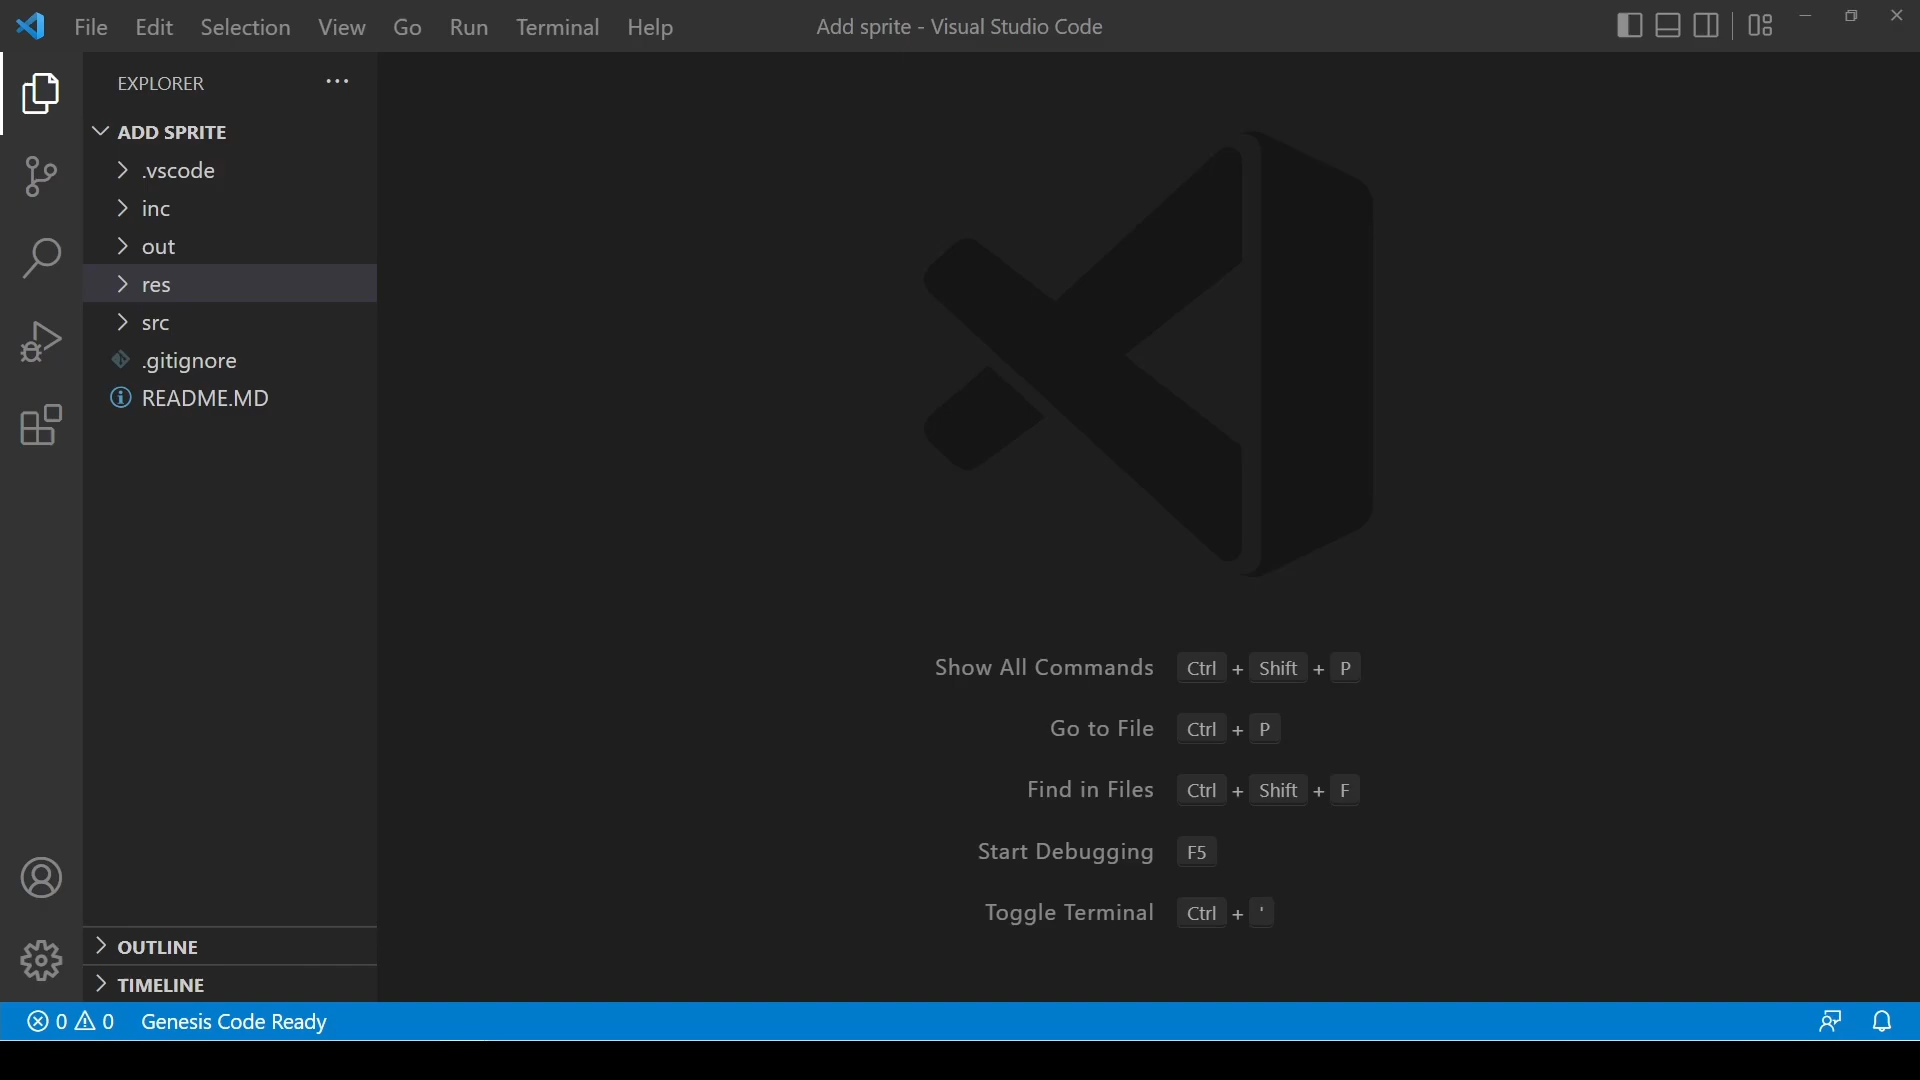 File Edit Selection View Go Run Terminal Help
Add sprite - Visual Studio Code
EXPLORER
ADD SPRITE
.vscode
inc
out
res
src
.gitignore
README.MD
Show All Commands Ctrl + Shift + P
Go to File Ctrl + P
Find in Files Ctrl + Shift + F
Start Debugging F5
Toggle Terminal Ctrl + '
OUTLINE
TIMELINE
0 0 Genesis Code Ready